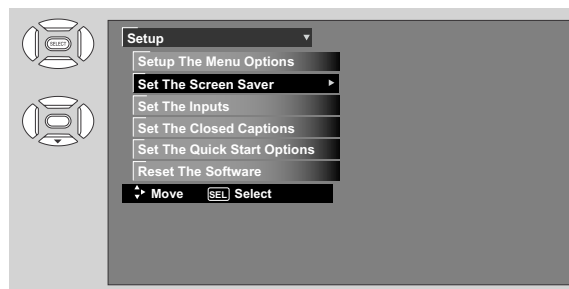 SELECT
Setup
Setup The Menu Options
Set The Screen Saver
Set The Inputs
Set The Closed Captions
Set The Quick Start Options
Reset The Software
Move SEL Select